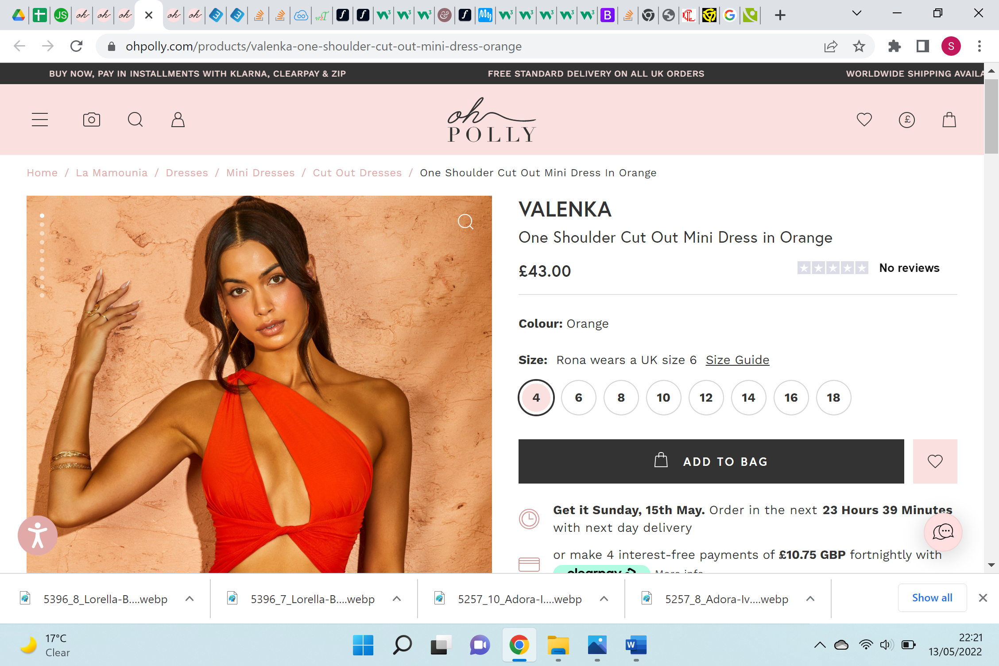 JS
ohpolly.com/products/valenka-one-shoulder-cut-out-mini-dress-orange
S
BUY NOW, PAY IN INSTALLMENTS WITH KLARNA, CLEARPAY & ZIP
FREE STANDARD DELIVERY ON ALL UK ORDERS
WORLDWIDE SHIPPING AVAILA
oh
POLLY
£
Home / La Mamounia / Dresses / Mini Dresses / Cut Out Dresses / One Shoulder Cut Out Mini Dress In Orange
VALENKA
One Shoulder Cut Out Mini Dress in Orange
£43.00
No reviews
Colour: Orange
Size: Rona wears a UK size 6 Size Guide
4 6 8 10 12 14 16 18
ADD TO BAG
Get it Sunday, 15th May. Order in the next 23 Hours 39 Minutes
with next day delivery
or make 4 interest-free payments of £10.75 GBP fortnightly with
clearpay More info
5396_8_Lorella-B....webp
5396_7_Lorella-B....webp
5257_10_Adora-I....webp
5257_8_Adora-Iv....webp
Show all
17°C
Clear
22:21
13/05/2022